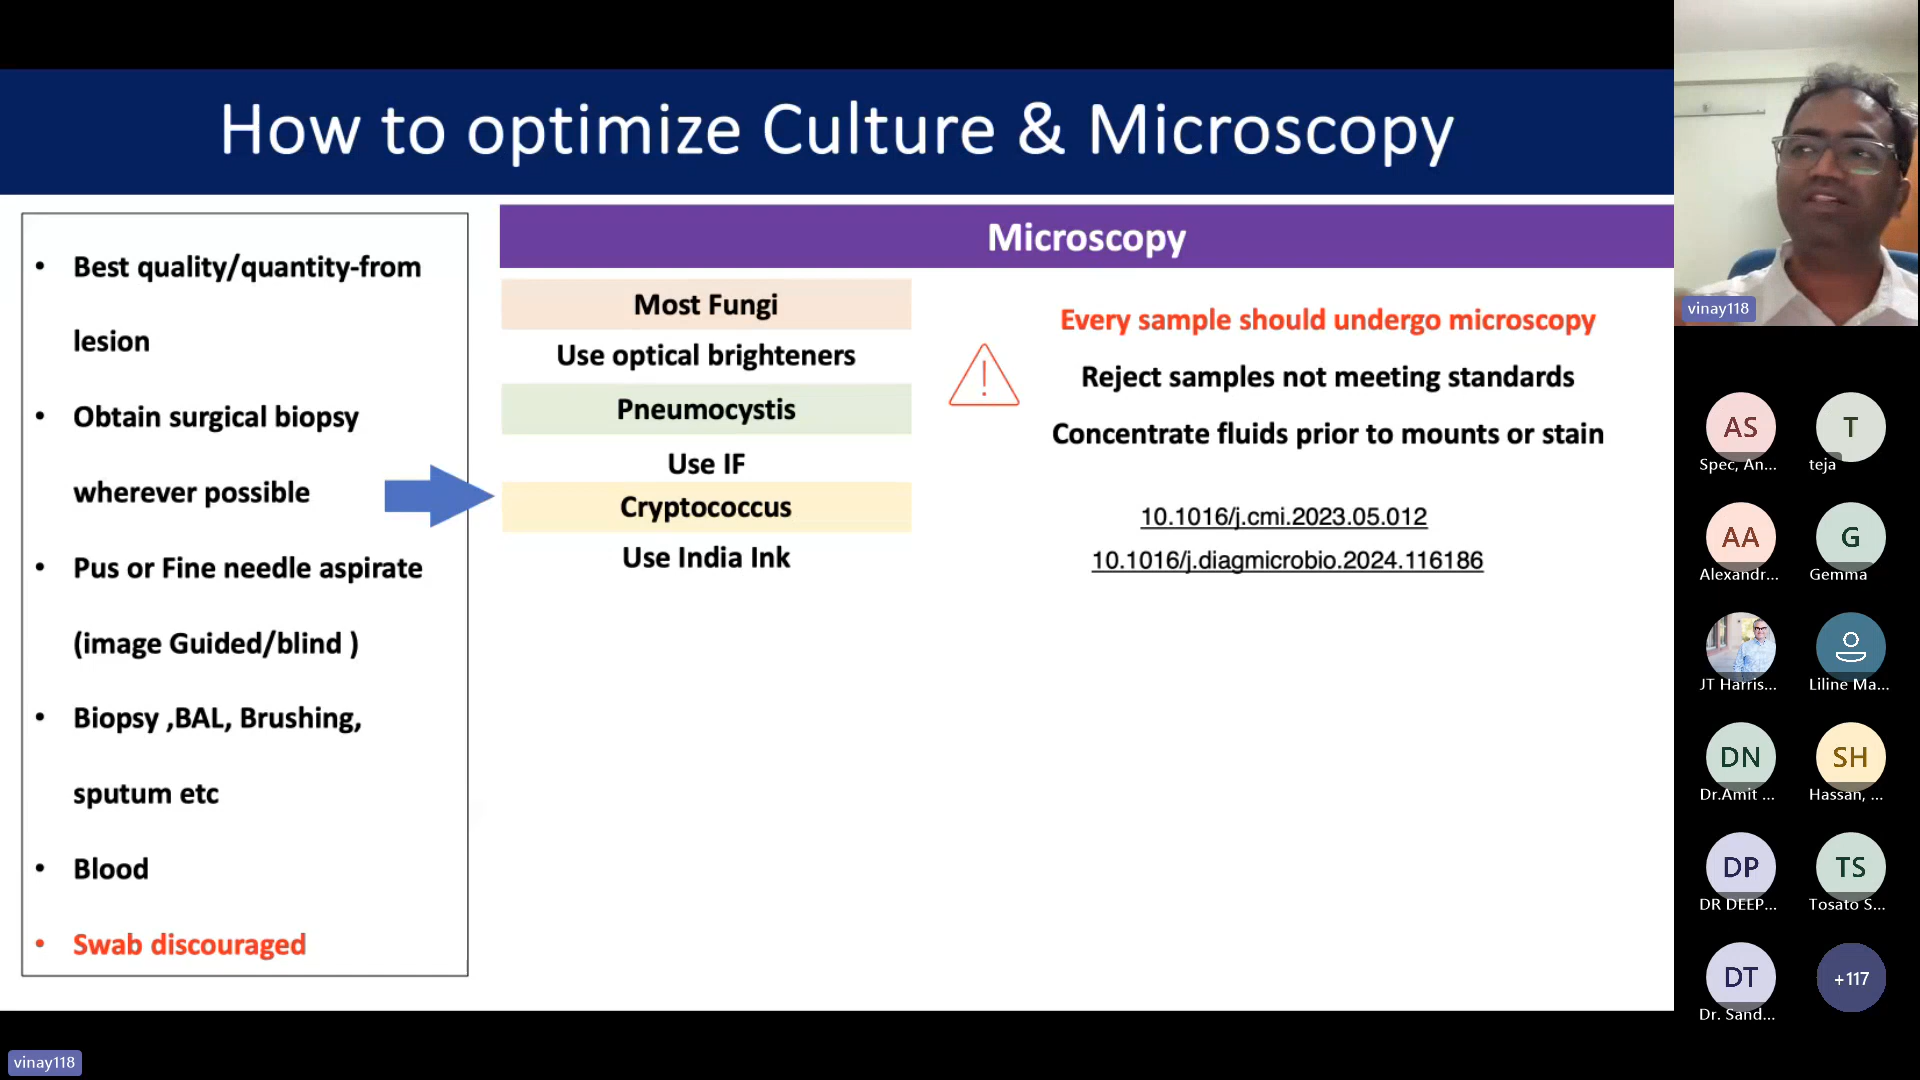 How to optimize Culture & Microscopy
• Best quality/quantity-from
lesion
• Obtain surgical biopsy
wherever possible
• Pus or Fine needle aspirate
(image Guided/blind )
• Biopsy ,BAL, Brushing,
sputum etc
• Blood
• Swab discouraged
Microscopy
Most Fungi
Use optical brighteners
Pneumocystis
Use IF
Cryptococcus
Use India Ink
Every sample should undergo microscopy
Reject samples not meeting standards
Concentrate fluids prior to mounts or stain
10.1016/j.cmi.2023.05.012
10.1016/j.diagmicrobio.2024.116186
vinay118
AS
Spec, An...
T
teja
AA
Alexandr...
G
Gemma
JT Harris...
Liline Ma...
DN
Dr.Amit ...
SH
Hassan, ...
DP
DR DEEP...
TS
Tosato S...
DT
Dr. Sand...
+117
vinay118